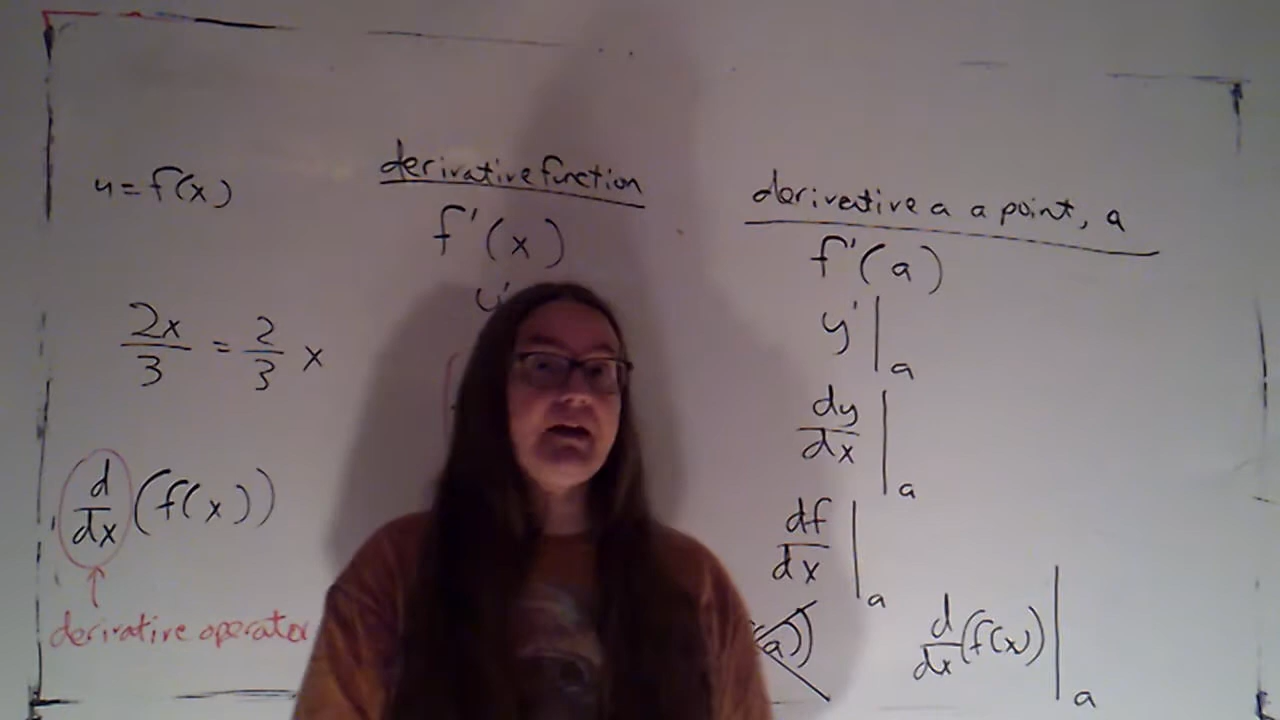 y = f(x)
2x/3 = 2/3 x
d/dx (f(x))
derivative operator
derivative function
f'(x)
y'
derivative a a point, a
f'(a)
y'|a
dy/dx|a
df/dx|a
(a))
d/dx (f(x))|a